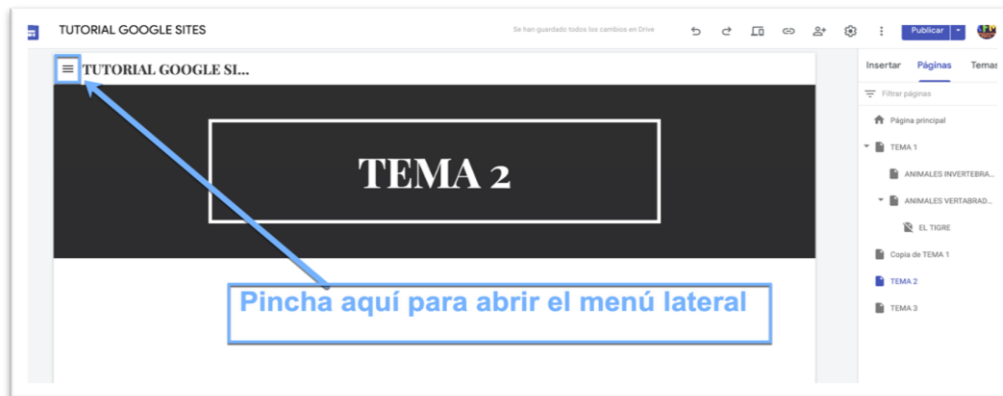 TUTORIAL GOOGLE SITES
Se han guardado todos los cambios en Drive
Publicar
TUTORIAL GOOGLE SI...
TEMA 2
Pincha aquí para abrir el menú lateral
Insertar Páginas Temas
Filtrar páginas
Página principal
TEMA 1
ANIMALES INVERTEBRA...
ANIMALES VERTABRAD...
EL TIGRE
Copia de TEMA 1
TEMA 2
TEMA 3